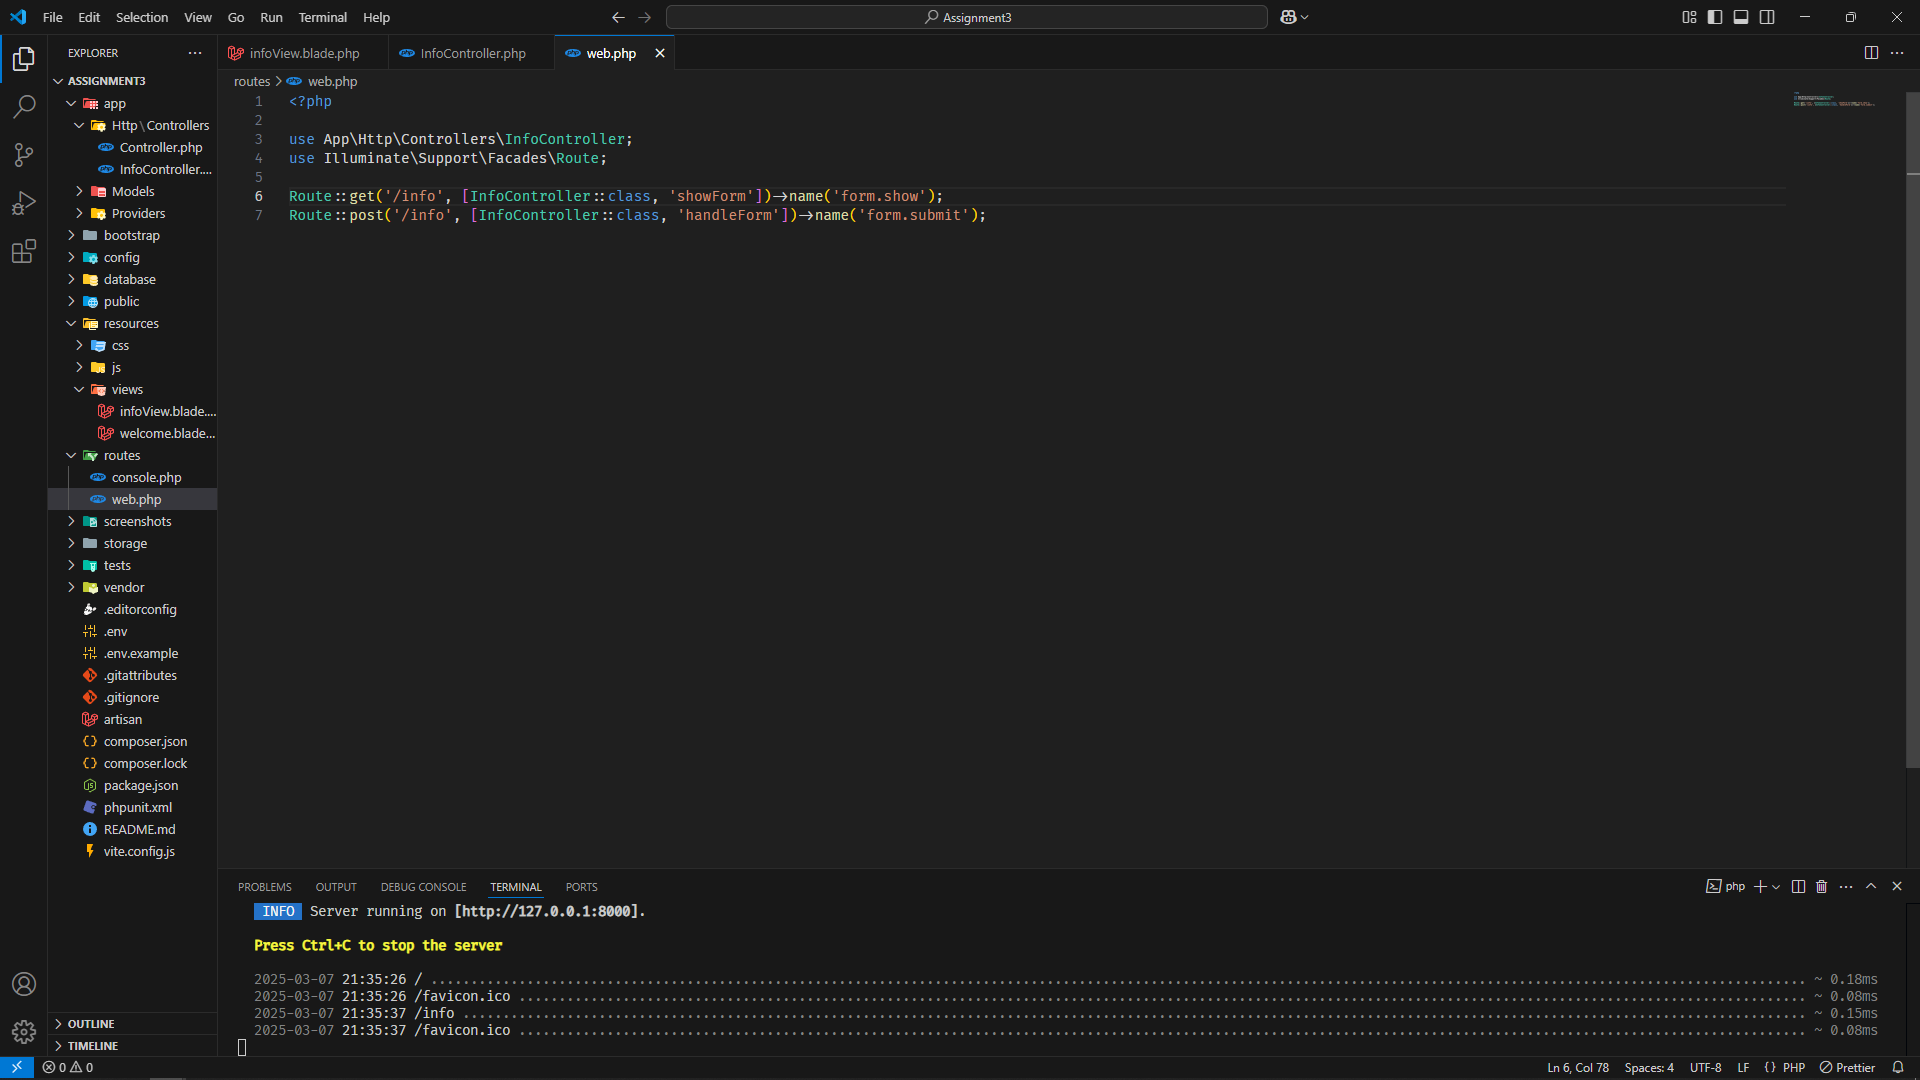 File Edit Selection View Go Run Terminal Help
Assignment3
EXPLORER
ASSIGNMENT3
app
Http\Controllers
Controller.php
InfoController....
Models
Providers
bootstrap
config
database
public
resources
css
js
views
infoView.blade....
welcome.blade...
routes
console.php
web.php
screenshots
storage
tests
vendor
.editorconfig
.env
.env.example
.gitattributes
.gitignore
artisan
composer.json
composer.lock
package.json
phpunit.xml
README.md
vite.config.js
OUTLINE
TIMELINE
infoView.blade.php InfoController.php web.php
routes > web.php
1 <?php
2
3 use App\Http\Controllers\InfoController;
4 use Illuminate\Support\Facades\Route;
5
6 Route::get('/info', [InfoController::class, 'showForm'])->name('form.show');
7 Route::post('/info', [InfoController::class, 'handleForm'])->name('form.submit');
PROBLEMS OUTPUT DEBUG CONSOLE TERMINAL PORTS
php
INFO Server running on [http://127.0.0.1:8000].
Press Ctrl+C to stop the server
2025-03-07 21:35:26 / ........ ~ 0.18ms
2025-03-07 21:35:26 /favicon.ico ........ ~ 0.08ms
2025-03-07 21:35:37 /info ........ ~ 0.15ms
2025-03-07 21:35:37 /favicon.ico ........ ~ 0.08ms
0 0
Ln 6, Col 78 Spaces: 4 UTF-8 LF {} PHP Prettier